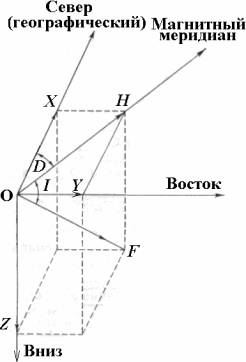 Север
(географический)
Магнитный
меридиан
X
H
D
O
I
Y
Восток
F
Z
Вниз